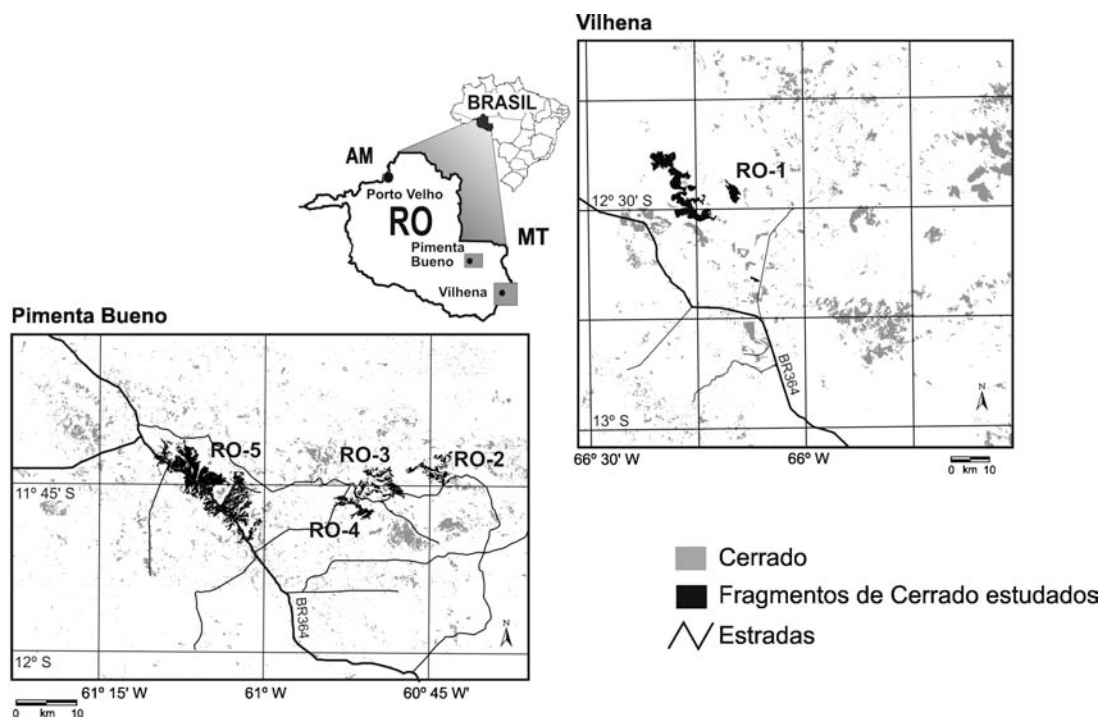 Vilhena
BRASIL
AM
Porto Velho
RO
MT
Pimenta
Bueno
Vilhena
RO-1
12º 30' S
BR364
13º S
N
66º 30' W
66º W
0 km 10
Pimenta Bueno
RO-5
RO-3
RO-2
11º 45' S
RO-4
BR364
N
12º S
61º 15' W
61º W
60º 45' W
0 km 10
Cerrado
Fragmentos de Cerrado estudados
Estradas